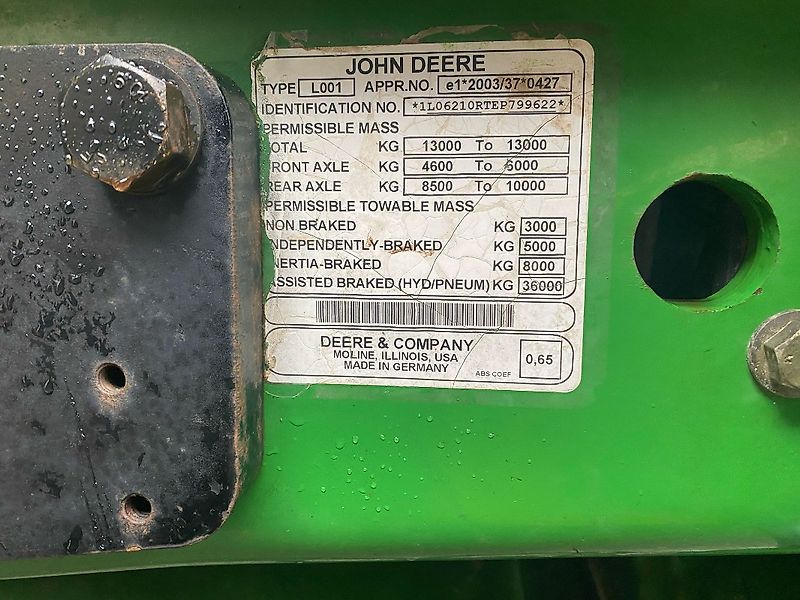 JOHN DEERE
TYPE L001 APPR.NO. e1*2003/37*0427
IDENTIFICATION NO. *1L06210RTEP799622*
PERMISSIBLE MASS
TOTAL KG 13000 To 13000
FRONT AXLE KG 4600 To 6000
REAR AXLE KG 8500 To 10000
PERMISSIBLE TOWABLE MASS
NON BRAKED KG 3000
INDEPENDENTLY-BRAKED KG 5000
INERTIA-BRAKED KG 8000
ASSISTED BRAKED (HYD/PNEUM) KG 36000
DEERE & COMPANY
MOLINE, ILLINOIS, USA
MADE IN GERMANY
ABS COEF 0,65